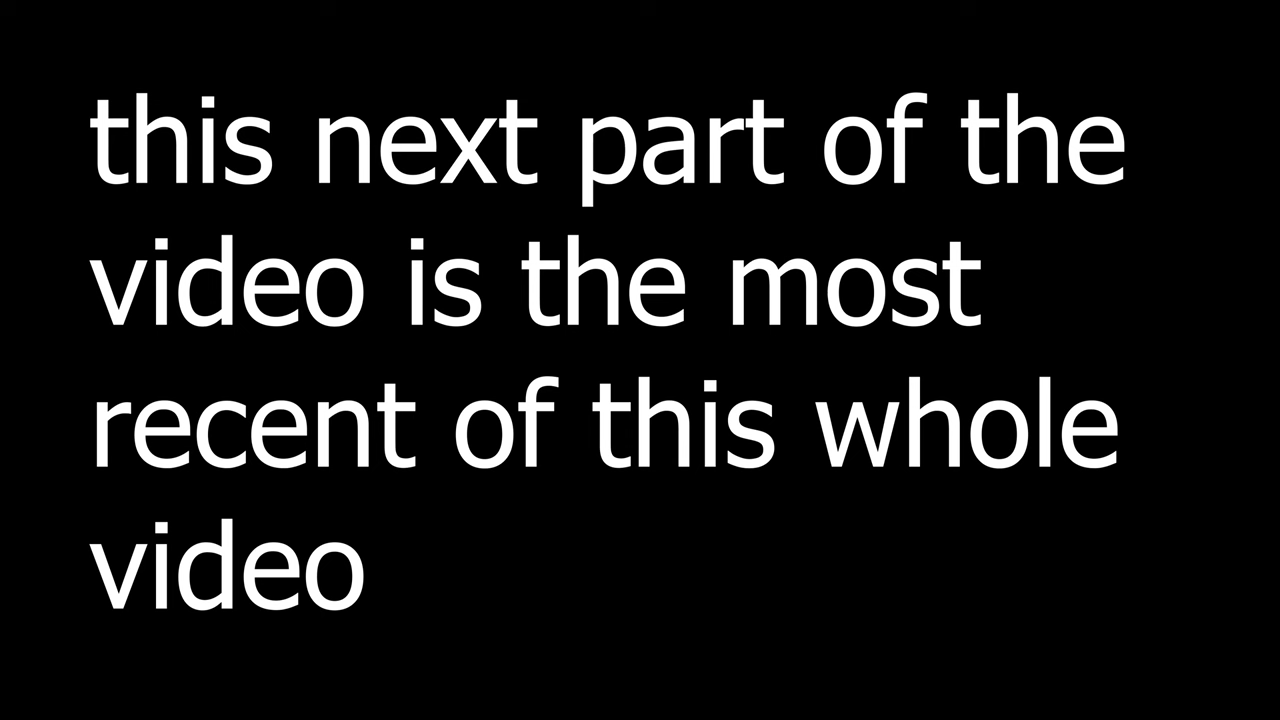 this next part of the
video is the most
recent of this whole
video